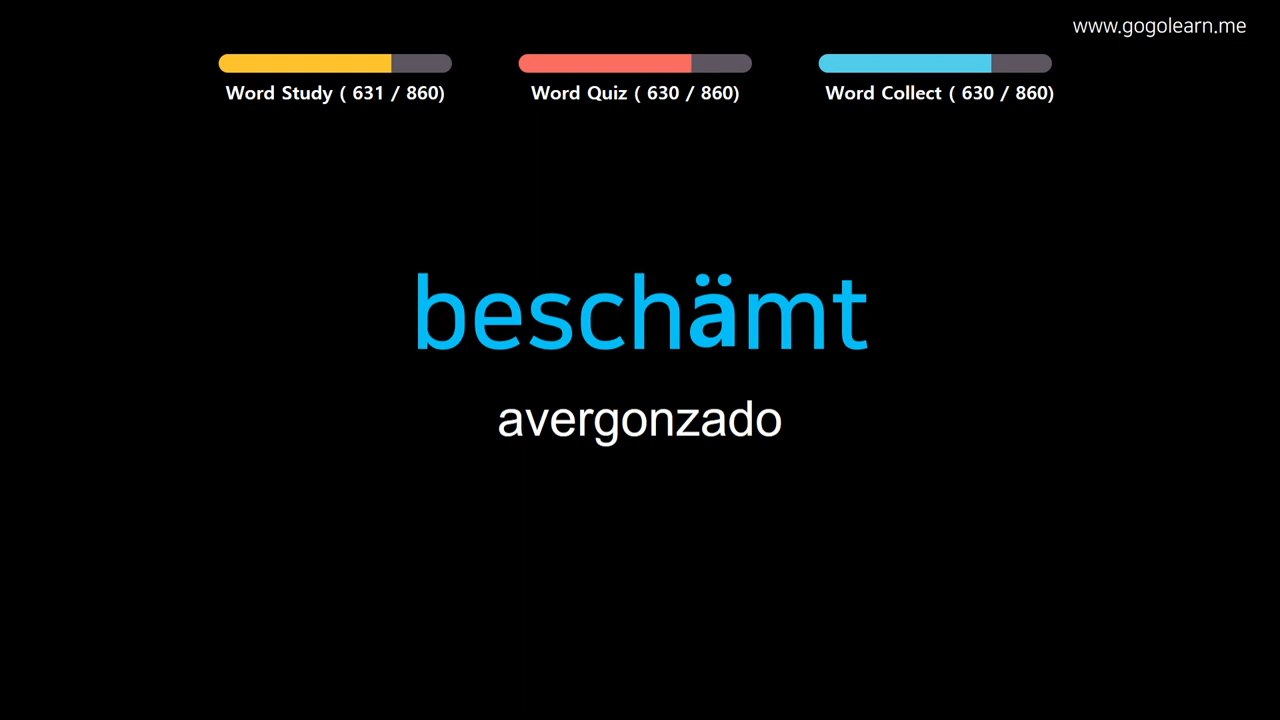 www.gogolearn.me
Word Study ( 631 / 860)
Word Quiz ( 630 / 860)
Word Collect ( 630 / 860)
beschämt
avergonzado